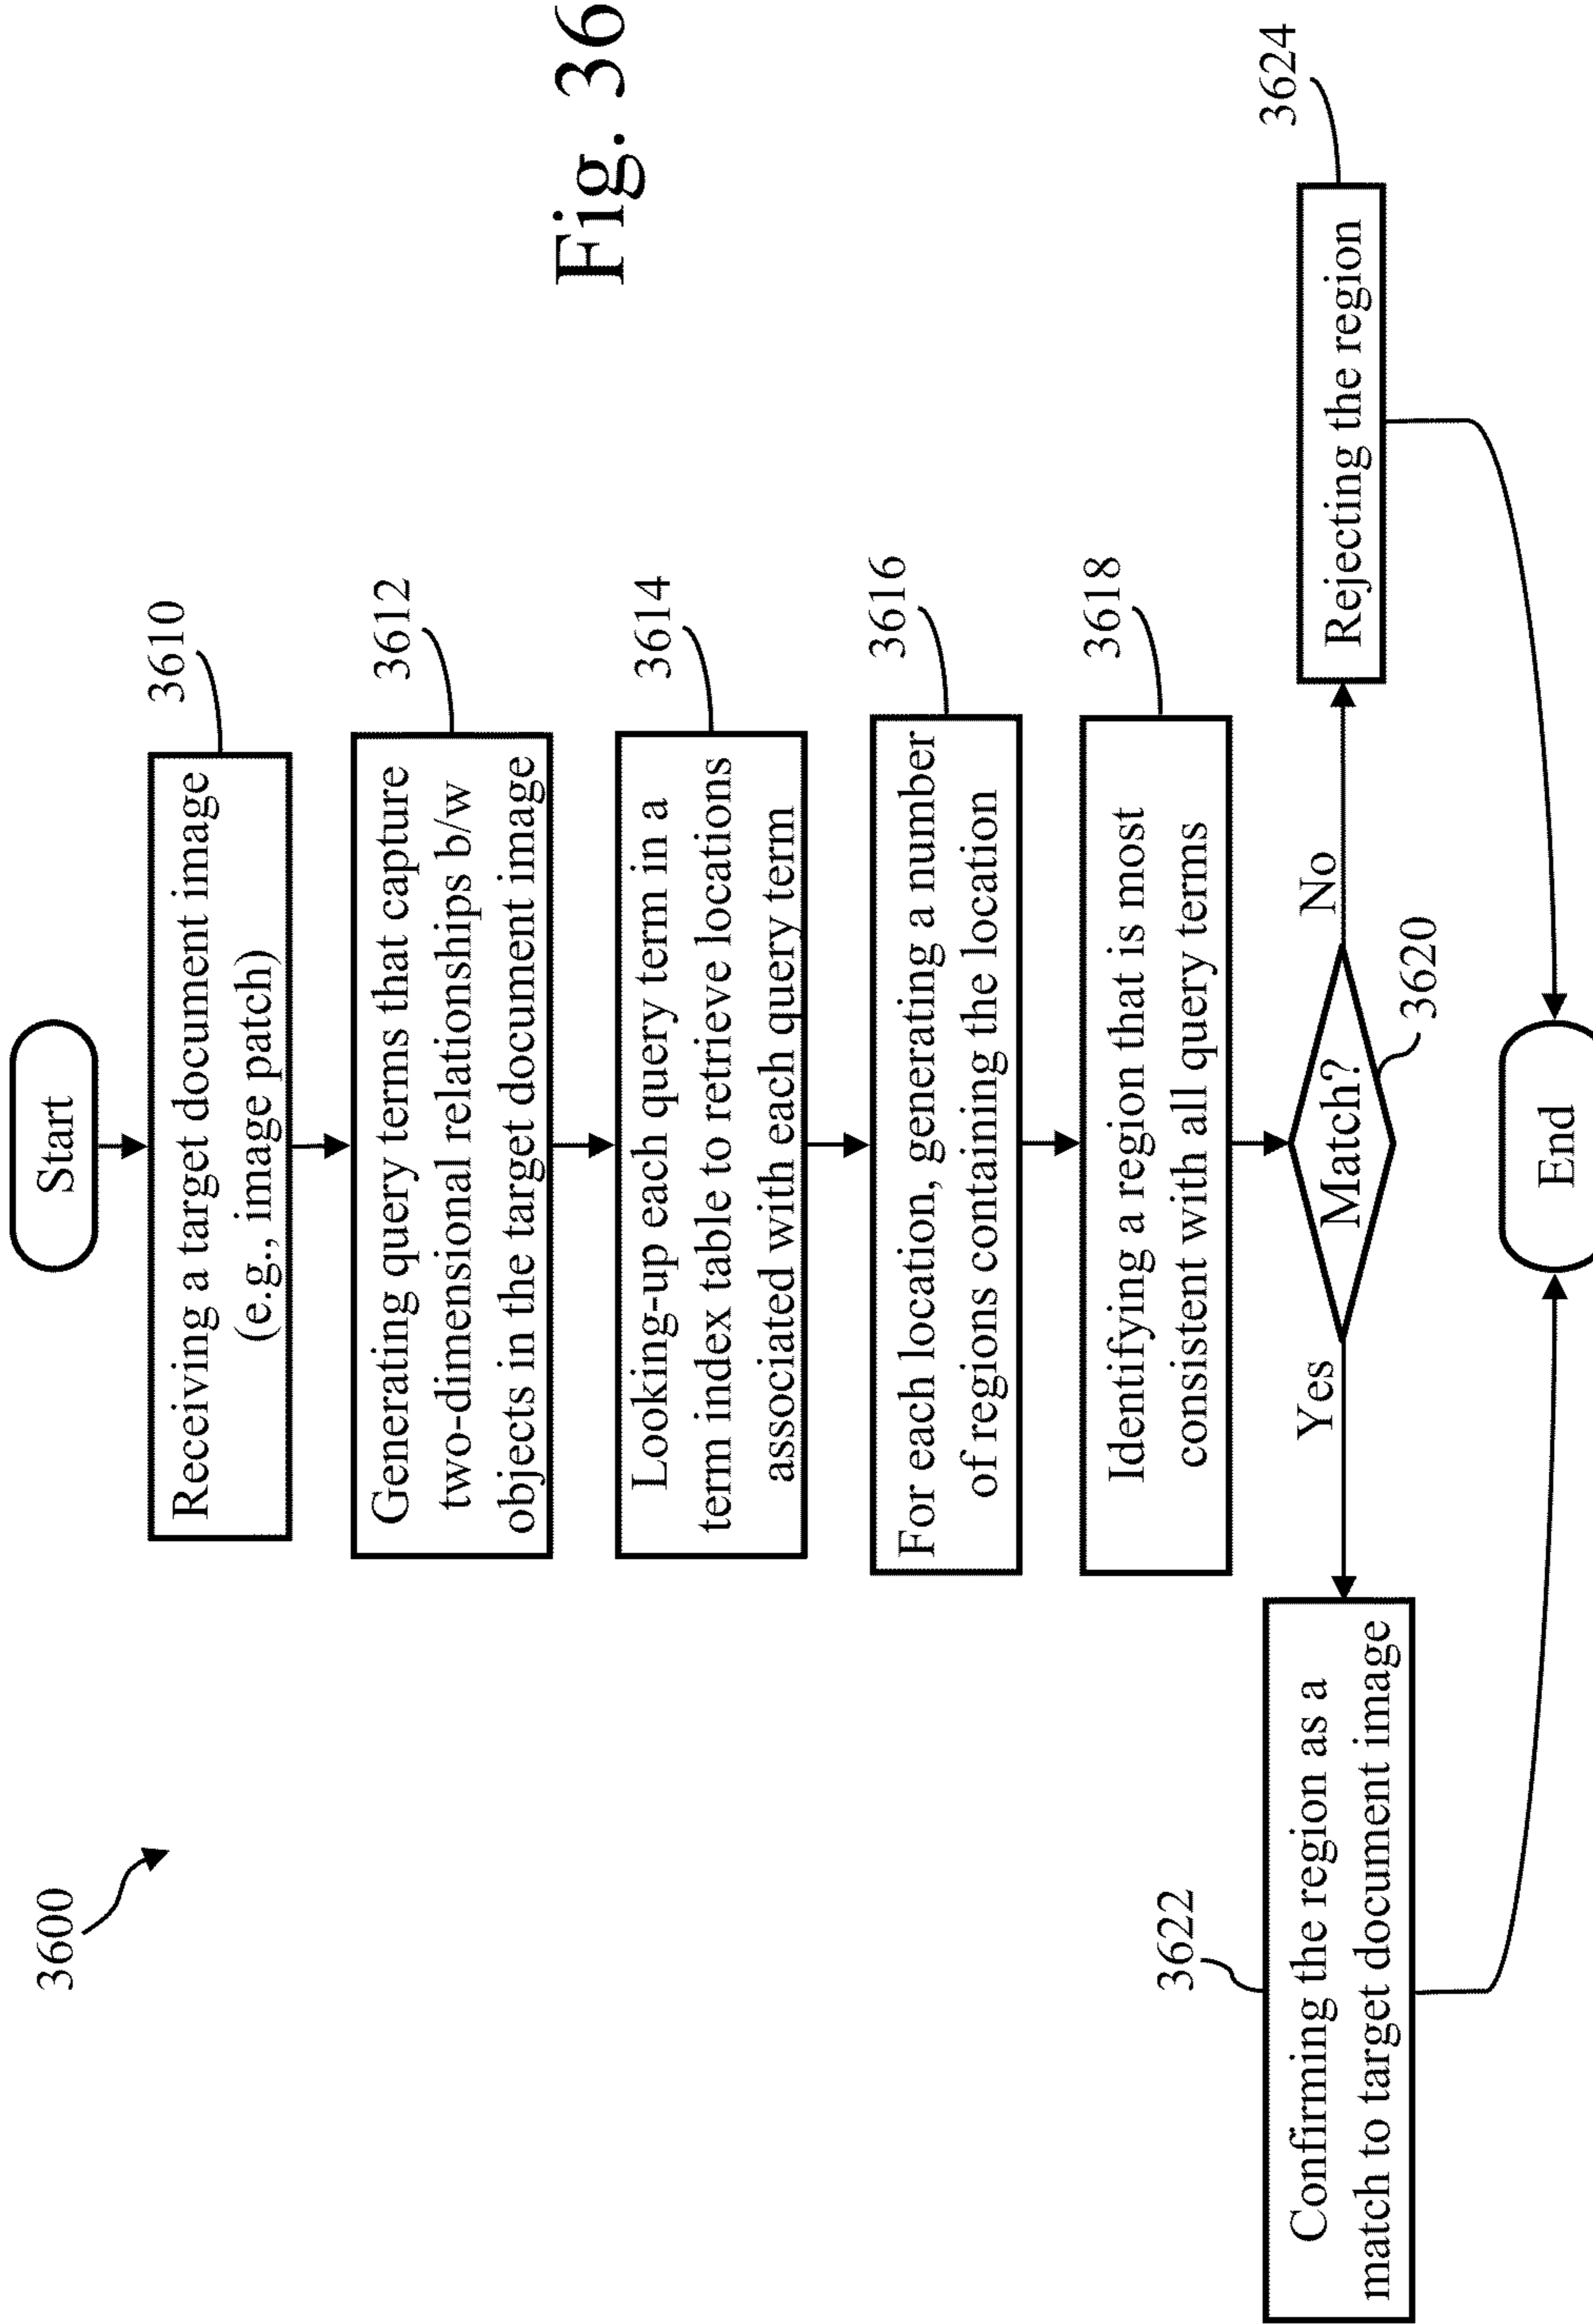 3600
Start
3610
Receiving a target document image
(e.g., image patch)
3612
Generating query terms that capture
two-dimensional relationships b/w
objects in the target document image
3614
Looking-up each query term in a
term index table to retrieve locations
associated with each query term
3616
For each location, generating a number
of regions containing the location
3618
Identifying a region that is most
consistent with all query terms
Match?
3620
Yes
No
3622
Confirming the region as a
match to target document image
3624
Rejecting the region
End
Fig. 36